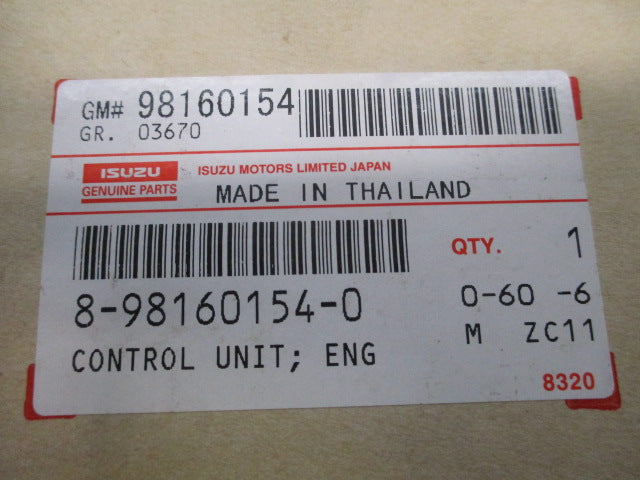 GM# 98160154
GR. 03670
ISUZU
GENUINE PARTS
ISUZU MOTORS LIMITED JAPAN
MADE IN THAILAND
QTY. 1
8-98160154-0
0-60 -6
M ZC11
CONTROL UNIT; ENG
8320